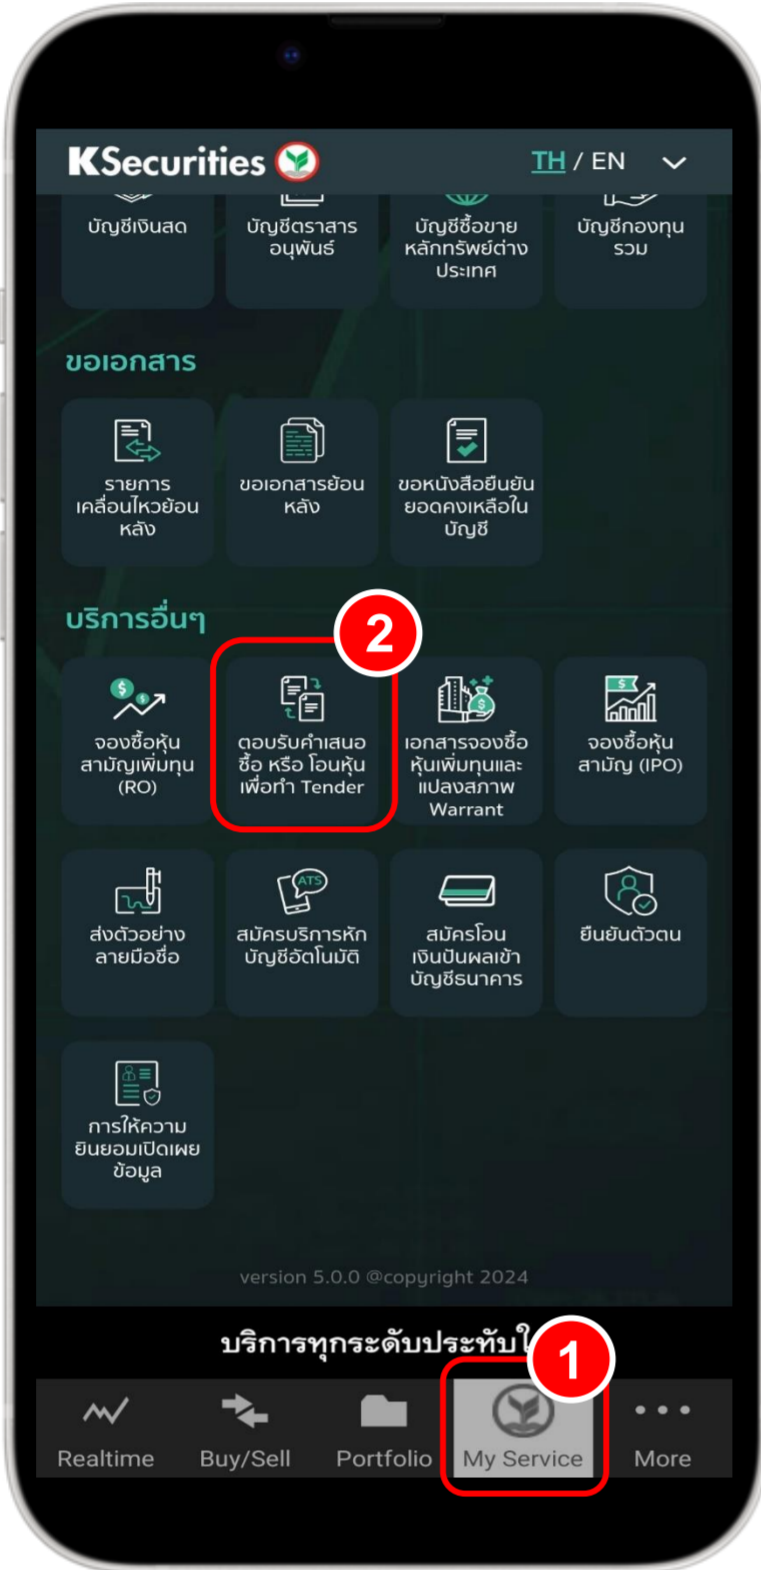 KSecurities
TH / EN
บัญชีเงินสด
บัญชีตราสาร
อนุพันธ์
บัญชีซื้อขาย
หลักทรัพย์ต่าง
ประเทศ
บัญชีกองทุน
รวม
ขอเอกสาร
รายการ
เคลื่อนไหวย้อน
หลัง
ขอเอกสารย้อน
หลัง
ขอหนังสือยืนยัน
ยอดคงเหลือใน
บัญชี
บริการอื่นๆ
2
จองซื้อหุ้น
สามัญเพิ่มทุน
(RO)
ตอบรับคำเสนอ
ซื้อ หรือ โอนหุ้น
เพื่อทำ Tender
เอกสารจองซื้อ
หุ้นเพิ่มทุนและ
แปลงสภาพ
Warrant
จองซื้อหุ้น
สามัญ (IPO)
ส่งตัวอย่าง
ลายมือชื่อ
ATS
สมัครบริการหัก
บัญชีอัตโนมัติ
สมัครโอน
เงินปันผลเข้า
บัญชีธนาคาร
ยืนยันตัวตน
การให้ความ
ยินยอมเปิดเผย
ข้อมูล
version 5.0.0 @copyright 2024
บริการทุกระดับประทับใ
1
Realtime
Buy/Sell
Portfolio
My Service
More